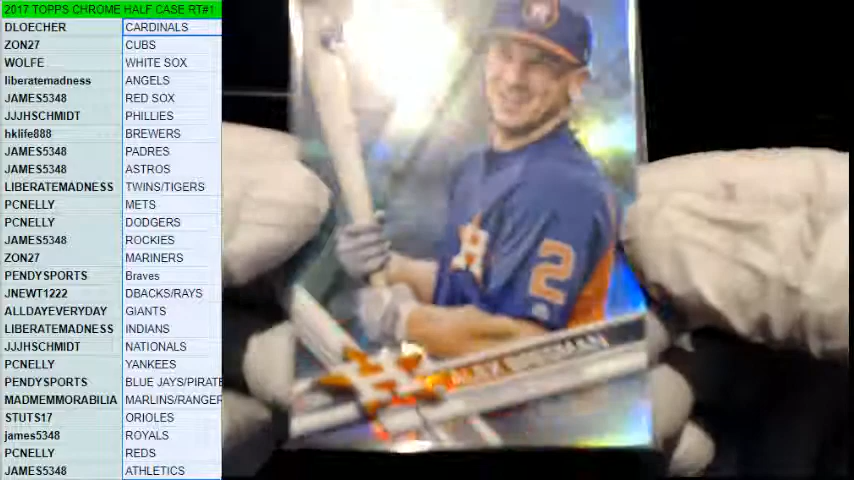 2017 TOPPS CHROME HALF CASE RT#1
DLOECHER CARDINALS
ZON27 CUBS
WOLFE WHITE SOX
liberatemadness ANGELS
JAMES5348 RED SOX
JJJHSCHMIDT PHILLIES
hklife888 BREWERS
JAMES5348 PADRES
JAMES5348 ASTROS
LIBERATEMADNESS TWINS/TIGERS
PCNELLY METS
PCNELLY DODGERS
JAMES5348 ROCKIES
ZON27 MARINERS
PENDYSPORTS Braves
JNEWT1222 DBACKS/RAYS
ALLDAYEVERYDAY GIANTS
LIBERATEMADNESS INDIANS
JJJHSCHMIDT NATIONALS
PCNELLY YANKEES
PENDYSPORTS BLUE JAYS/PIRATE
MADMEMMORABILIA MARLINS/RANGER
STUTS17 ORIOLES
james5348 ROYALS
PCNELLY REDS
JAMES5348 ATHLETICS
H
2
ALEX BREGMAN
H